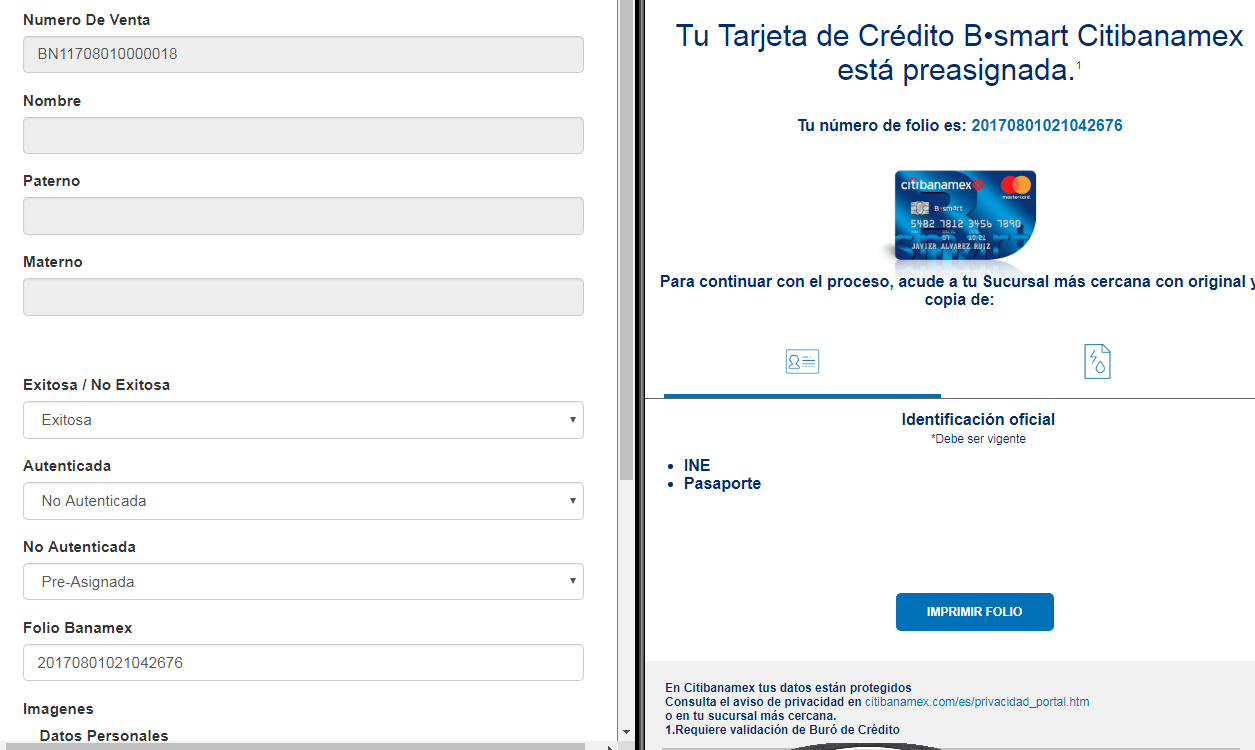 Numero De Venta
BN11708010000018
Nombre
Paterno
Materno
Exitosa / No Exitosa
Exitosa
Autenticada
No Autenticada
No Autenticada
Pre-Asignada
Folio Banamex
20170801021042676
Imagenes
Datos Personales
Tu Tarjeta de Crédito B•smart Citibanamex
está preasignada.1
Tu número de folio es: 20170801021042676
citibanamex
mastercard
B•smart
5482 7812 3456 7890
07 10/21
JAVIER ALVAREZ RUIZ
Para continuar con el proceso, acude a tu Sucursal más cercana con original y
copia de:
Identificación oficial
*Debe ser vigente
• INE
• Pasaporte
IMPRIMIR FOLIO
En Citibanamex tus datos están protegidos
Consulta el aviso de privacidad en citibanamex.com/es/privacidad_portal.htm
o en tu sucursal más cercana.
1.Requiere validación de Buró de Crédito